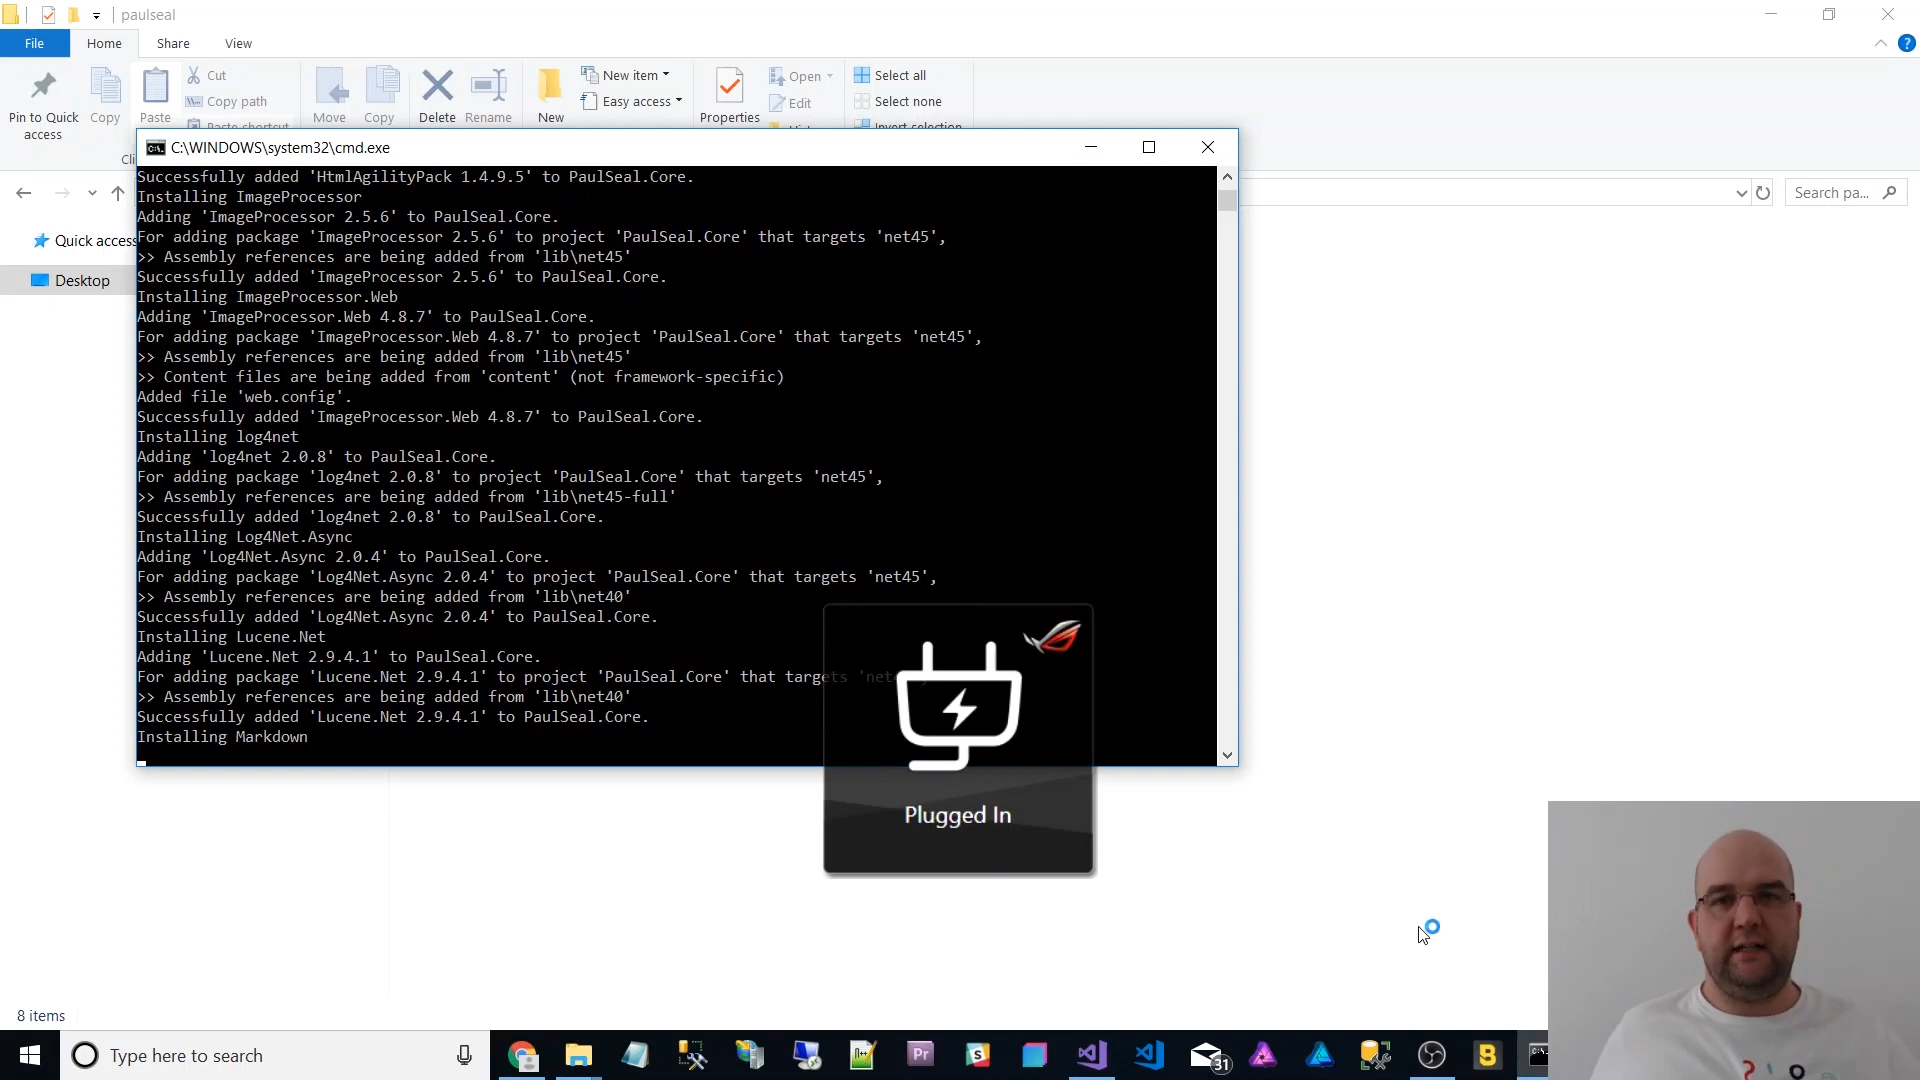 paulseal
File
Home
Share
View
Pin to Quick
access
Copy
Paste
Cut
Copy path
Paste shortcut
Move
Copy
Delete
Rename
New
New item
Easy access
Properties
Open
Edit
Select all
Select none
Invert selection
C:\WINDOWS\system32\cmd.exe
Search pa...
Quick access
Desktop
Successfully added 'HtmlAgilityPack 1.4.9.5' to PaulSeal.Core.
Installing ImageProcessor
Adding 'ImageProcessor 2.5.6' to PaulSeal.Core.
For adding package 'ImageProcessor 2.5.6' to project 'PaulSeal.Core' that targets 'net45',
>> Assembly references are being added from 'lib\net45'
Successfully added 'ImageProcessor 2.5.6' to PaulSeal.Core.
Installing ImageProcessor.Web
Adding 'ImageProcessor.Web 4.8.7' to PaulSeal.Core.
For adding package 'ImageProcessor.Web 4.8.7' to project 'PaulSeal.Core' that targets 'net45',
>> Assembly references are being added from 'lib\net45'
>> Content files are being added from 'content' (not framework-specific)
Added file 'web.config'.
Successfully added 'ImageProcessor.Web 4.8.7' to PaulSeal.Core.
Installing log4net
Adding 'log4net 2.0.8' to PaulSeal.Core.
For adding package 'log4net 2.0.8' to project 'PaulSeal.Core' that targets 'net45',
>> Assembly references are being added from 'lib\net45-full'
Successfully added 'log4net 2.0.8' to PaulSeal.Core.
Installing Log4Net.Async
Adding 'Log4Net.Async 2.0.4' to PaulSeal.Core.
For adding package 'Log4Net.Async 2.0.4' to project 'PaulSeal.Core' that targets 'net45',
>> Assembly references are being added from 'lib\net40'
Successfully added 'Log4Net.Async 2.0.4' to PaulSeal.Core.
Installing Lucene.Net
Adding 'Lucene.Net 2.9.4.1' to PaulSeal.Core.
For adding package 'Lucene.Net 2.9.4.1' to project 'PaulSeal.Core' that targets 'net
>> Assembly references are being added from 'lib\net40'
Successfully added 'Lucene.Net 2.9.4.1' to PaulSeal.Core.
Installing Markdown
Plugged In
8 items
Type here to search
Pr
31